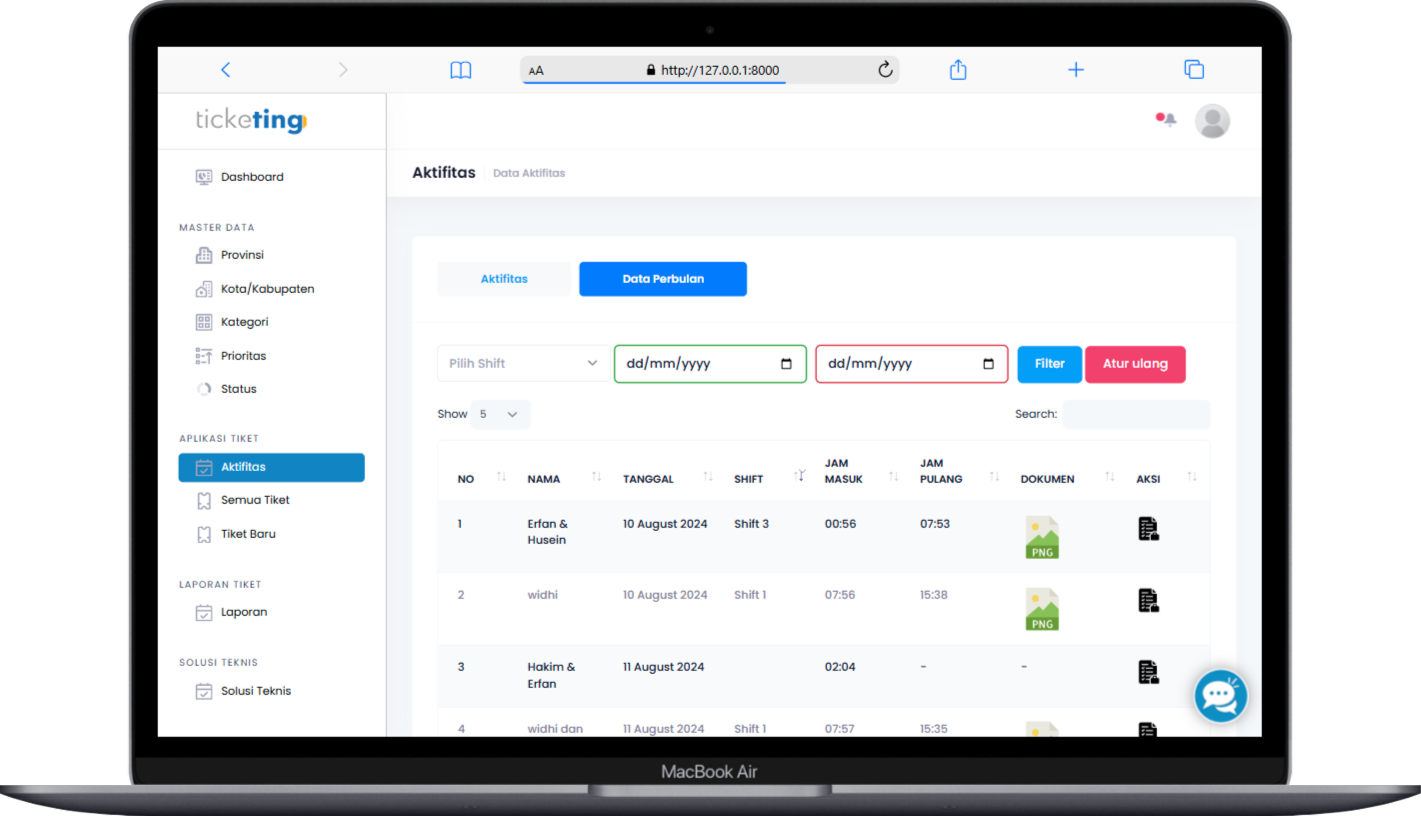 AA
http://127.0.0.1:8000
ticketing
Dashboard
MASTER DATA
Provinsi
Kota/Kabupaten
Kategori
Prioritas
Status
APLIKASI TIKET
Aktifitas
Semua Tiket
Tiket Baru
LAPORAN TIKET
Laporan
SOLUSI TEKNIS
Solusi Teknis
Aktifitas Data Aktifitas
Aktifitas Data Perbulan
Pilih Shift dd/mm/yyyy dd/mm/yyyy Filter Atur ulang
Show 5 Search:
NO NAMA TANGGAL SHIFT JAM MASUK JAM PULANG DOKUMEN AKSI
1 Erfan & 10 August 2024 Shift 3 00:56 07:53
Husein
PNG
2 widhi 10 August 2024 Shift 1 07:56 15:38
PNG
3 Hakim & 11 August 2024 02:04 - -
Erfan
4 widhi dan 11 August 2024 Shift 1 07:57 15:35
MacBook Air